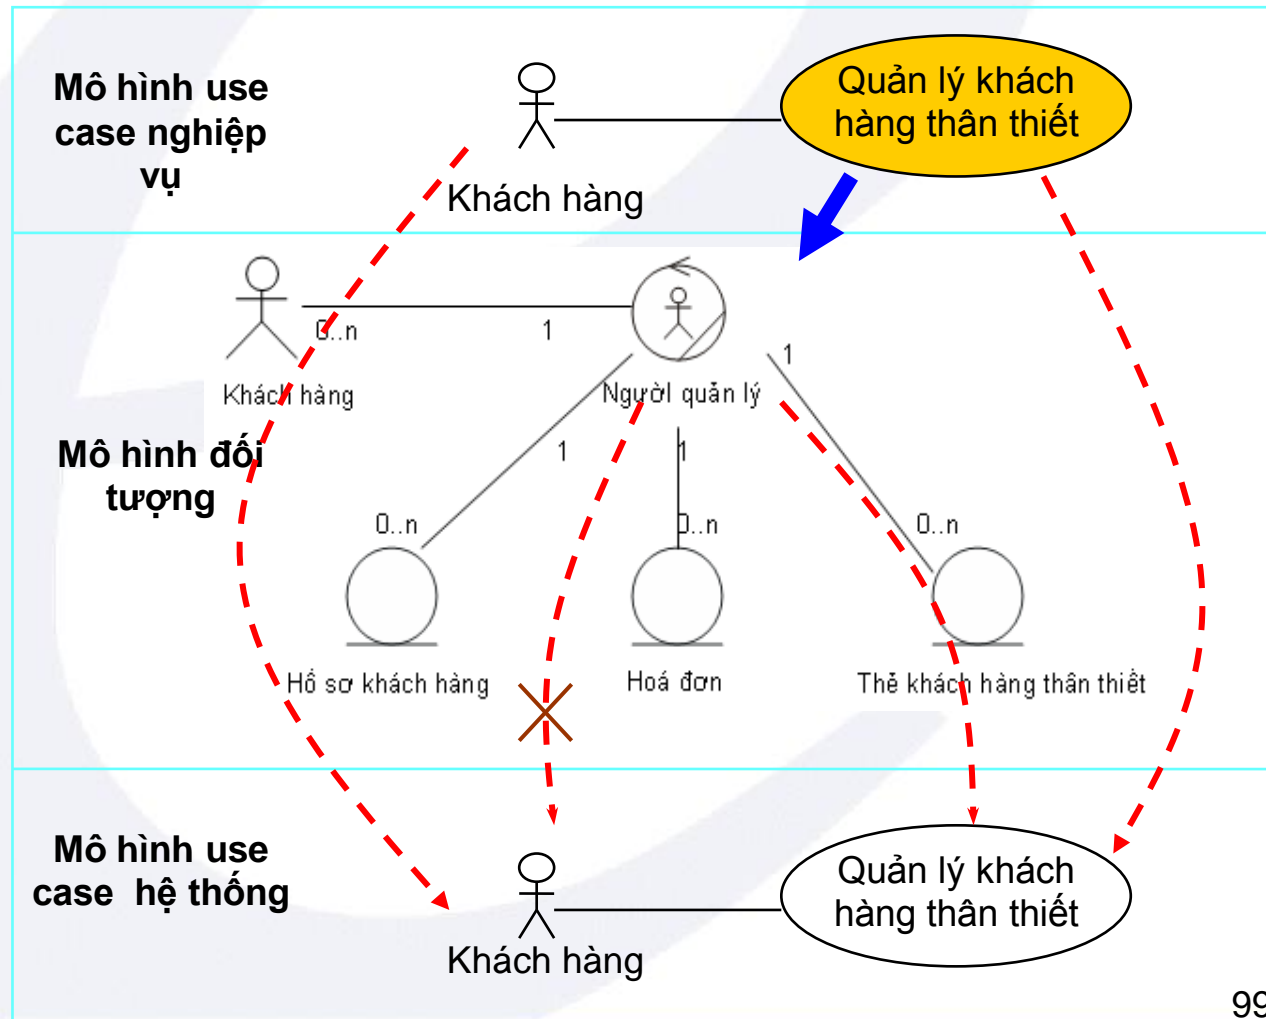 Mô hình use
case nghiệp
vụ
Khách hàng
Quản lý khách
hàng thân thiết
0..n
1
Khách hàng
Người quản lý
1
Mô hình đối
tượng
1
1
0..n
0..n
0..n
Hồ sơ khách hàng
Hoá đơn
Thẻ khách hàng thân thiết
Mô hình use
case hệ thống
Khách hàng
Quản lý khách
hàng thân thiết
99